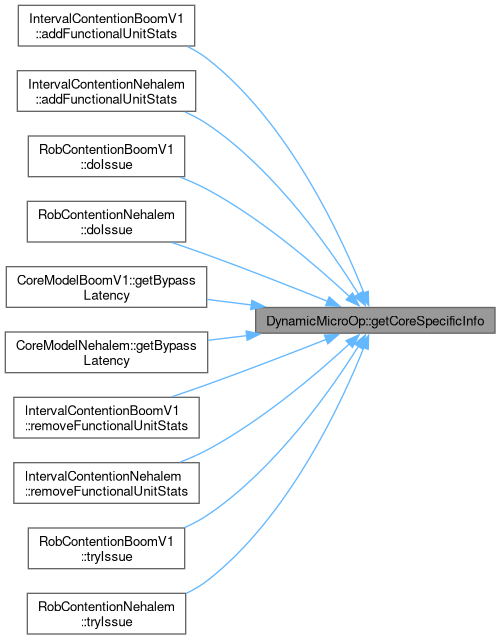 IntervalContentionBoomV1
::addFunctionalUnitStats
IntervalContentionNehalem
::addFunctionalUnitStats
RobContentionBoomV1
::doIssue
RobContentionNehalem
::doIssue
CoreModelBoomV1::getBypass
Latency
DynamicMicroOp::getCoreSpecificInfo
CoreModelNehalem::getBypass
Latency
IntervalContentionBoomV1
::removeFunctionalUnitStats
IntervalContentionNehalem
::removeFunctionalUnitStats
RobContentionBoomV1
::tryIssue
RobContentionNehalem
::tryIssue